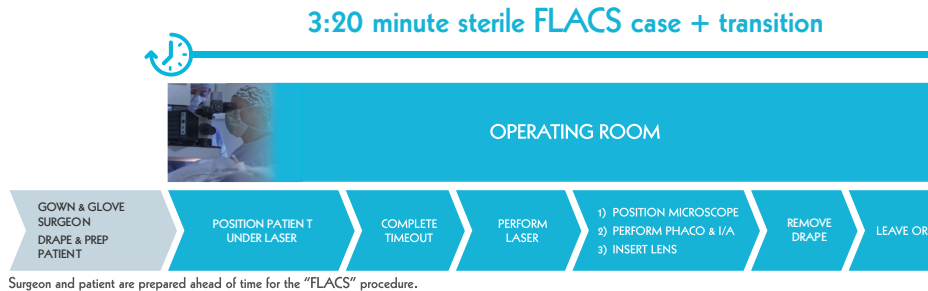 3:20 minute sterile FLACS case + transition
OPERATING ROOM
GOWN & GLOVE
SURGEON
DRAPE & PREP
PATIENT
POSITION PATIENT
UNDER LASER
COMPLETE
TIMEOUT
PERFORM
LASER
1) POSITION MICROSCOPE
2) PERFORM PHACO & I/A
3) INSERT LENS
REMOVE
DRAPE
LEAVE OR
Surgeon and patient are prepared ahead of time for the "FLACS" procedure.